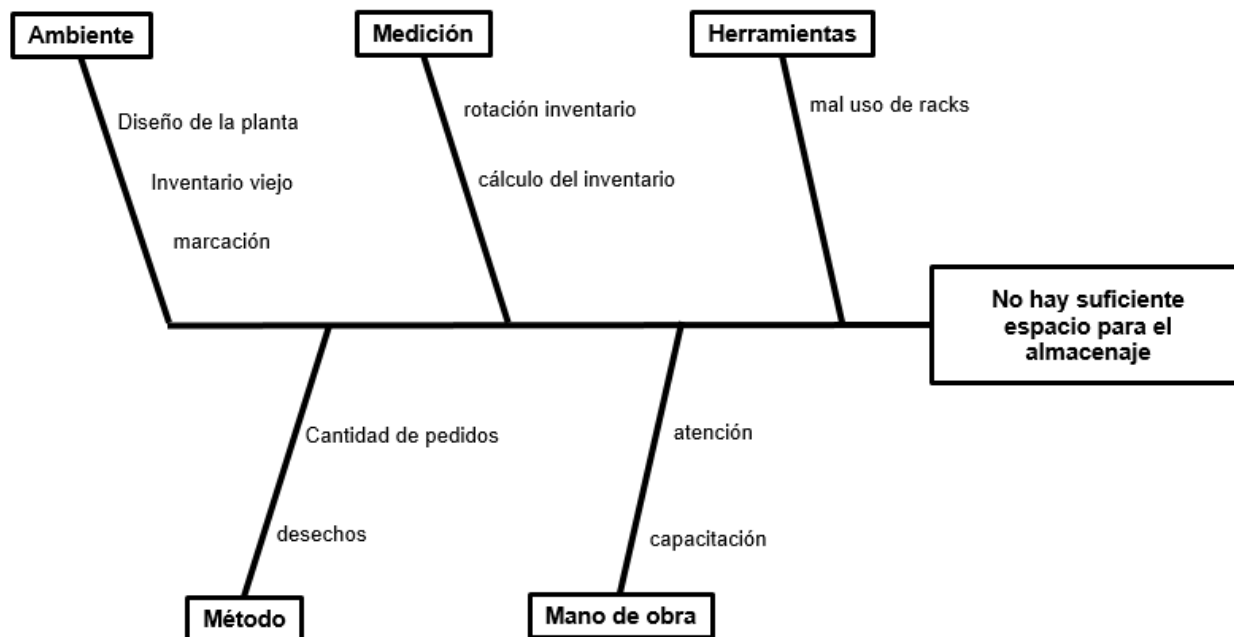 Ambiente
Medición
Herramientas
Diseño de la planta
Inventario viejo
marcación
rotación inventario
cálculo del inventario
mal uso de racks
No hay suficiente
espacio para el
almacenaje
Cantidad de pedidos
desechos
Método
atención
capacitación
Mano de obra